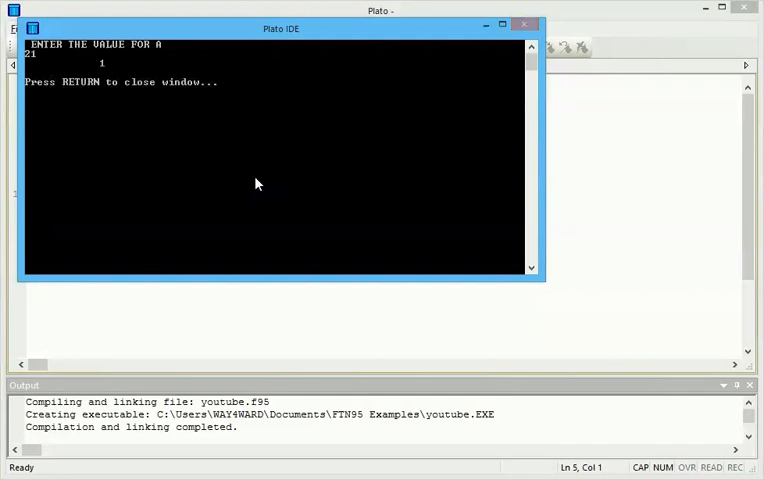 Plato -
Plato IDE
ENTER THE VALUE FOR A
21
1
Press RETURN to close window...
Output
Compiling and linking file: youtube.f95
Creating executable: C:\Users\WAY4WARD\Documents\FTN95 Examples\youtube.EXE
Compilation and linking completed.
Ready
Ln 5, Col 1
CAP NUM OVR READ REC